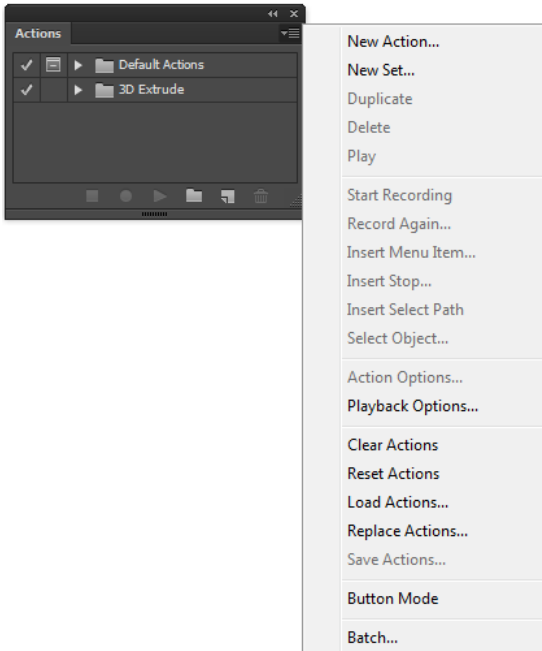 Actions
Default Actions
3D Extrude
New Action...
New Set...
Duplicate
Delete
Play
Start Recording
Record Again...
Insert Menu Item...
Insert Stop...
Insert Select Path
Select Object...
Action Options...
Playback Options...
Clear Actions
Reset Actions
Load Actions...
Replace Actions...
Save Actions...
Button Mode
Batch...